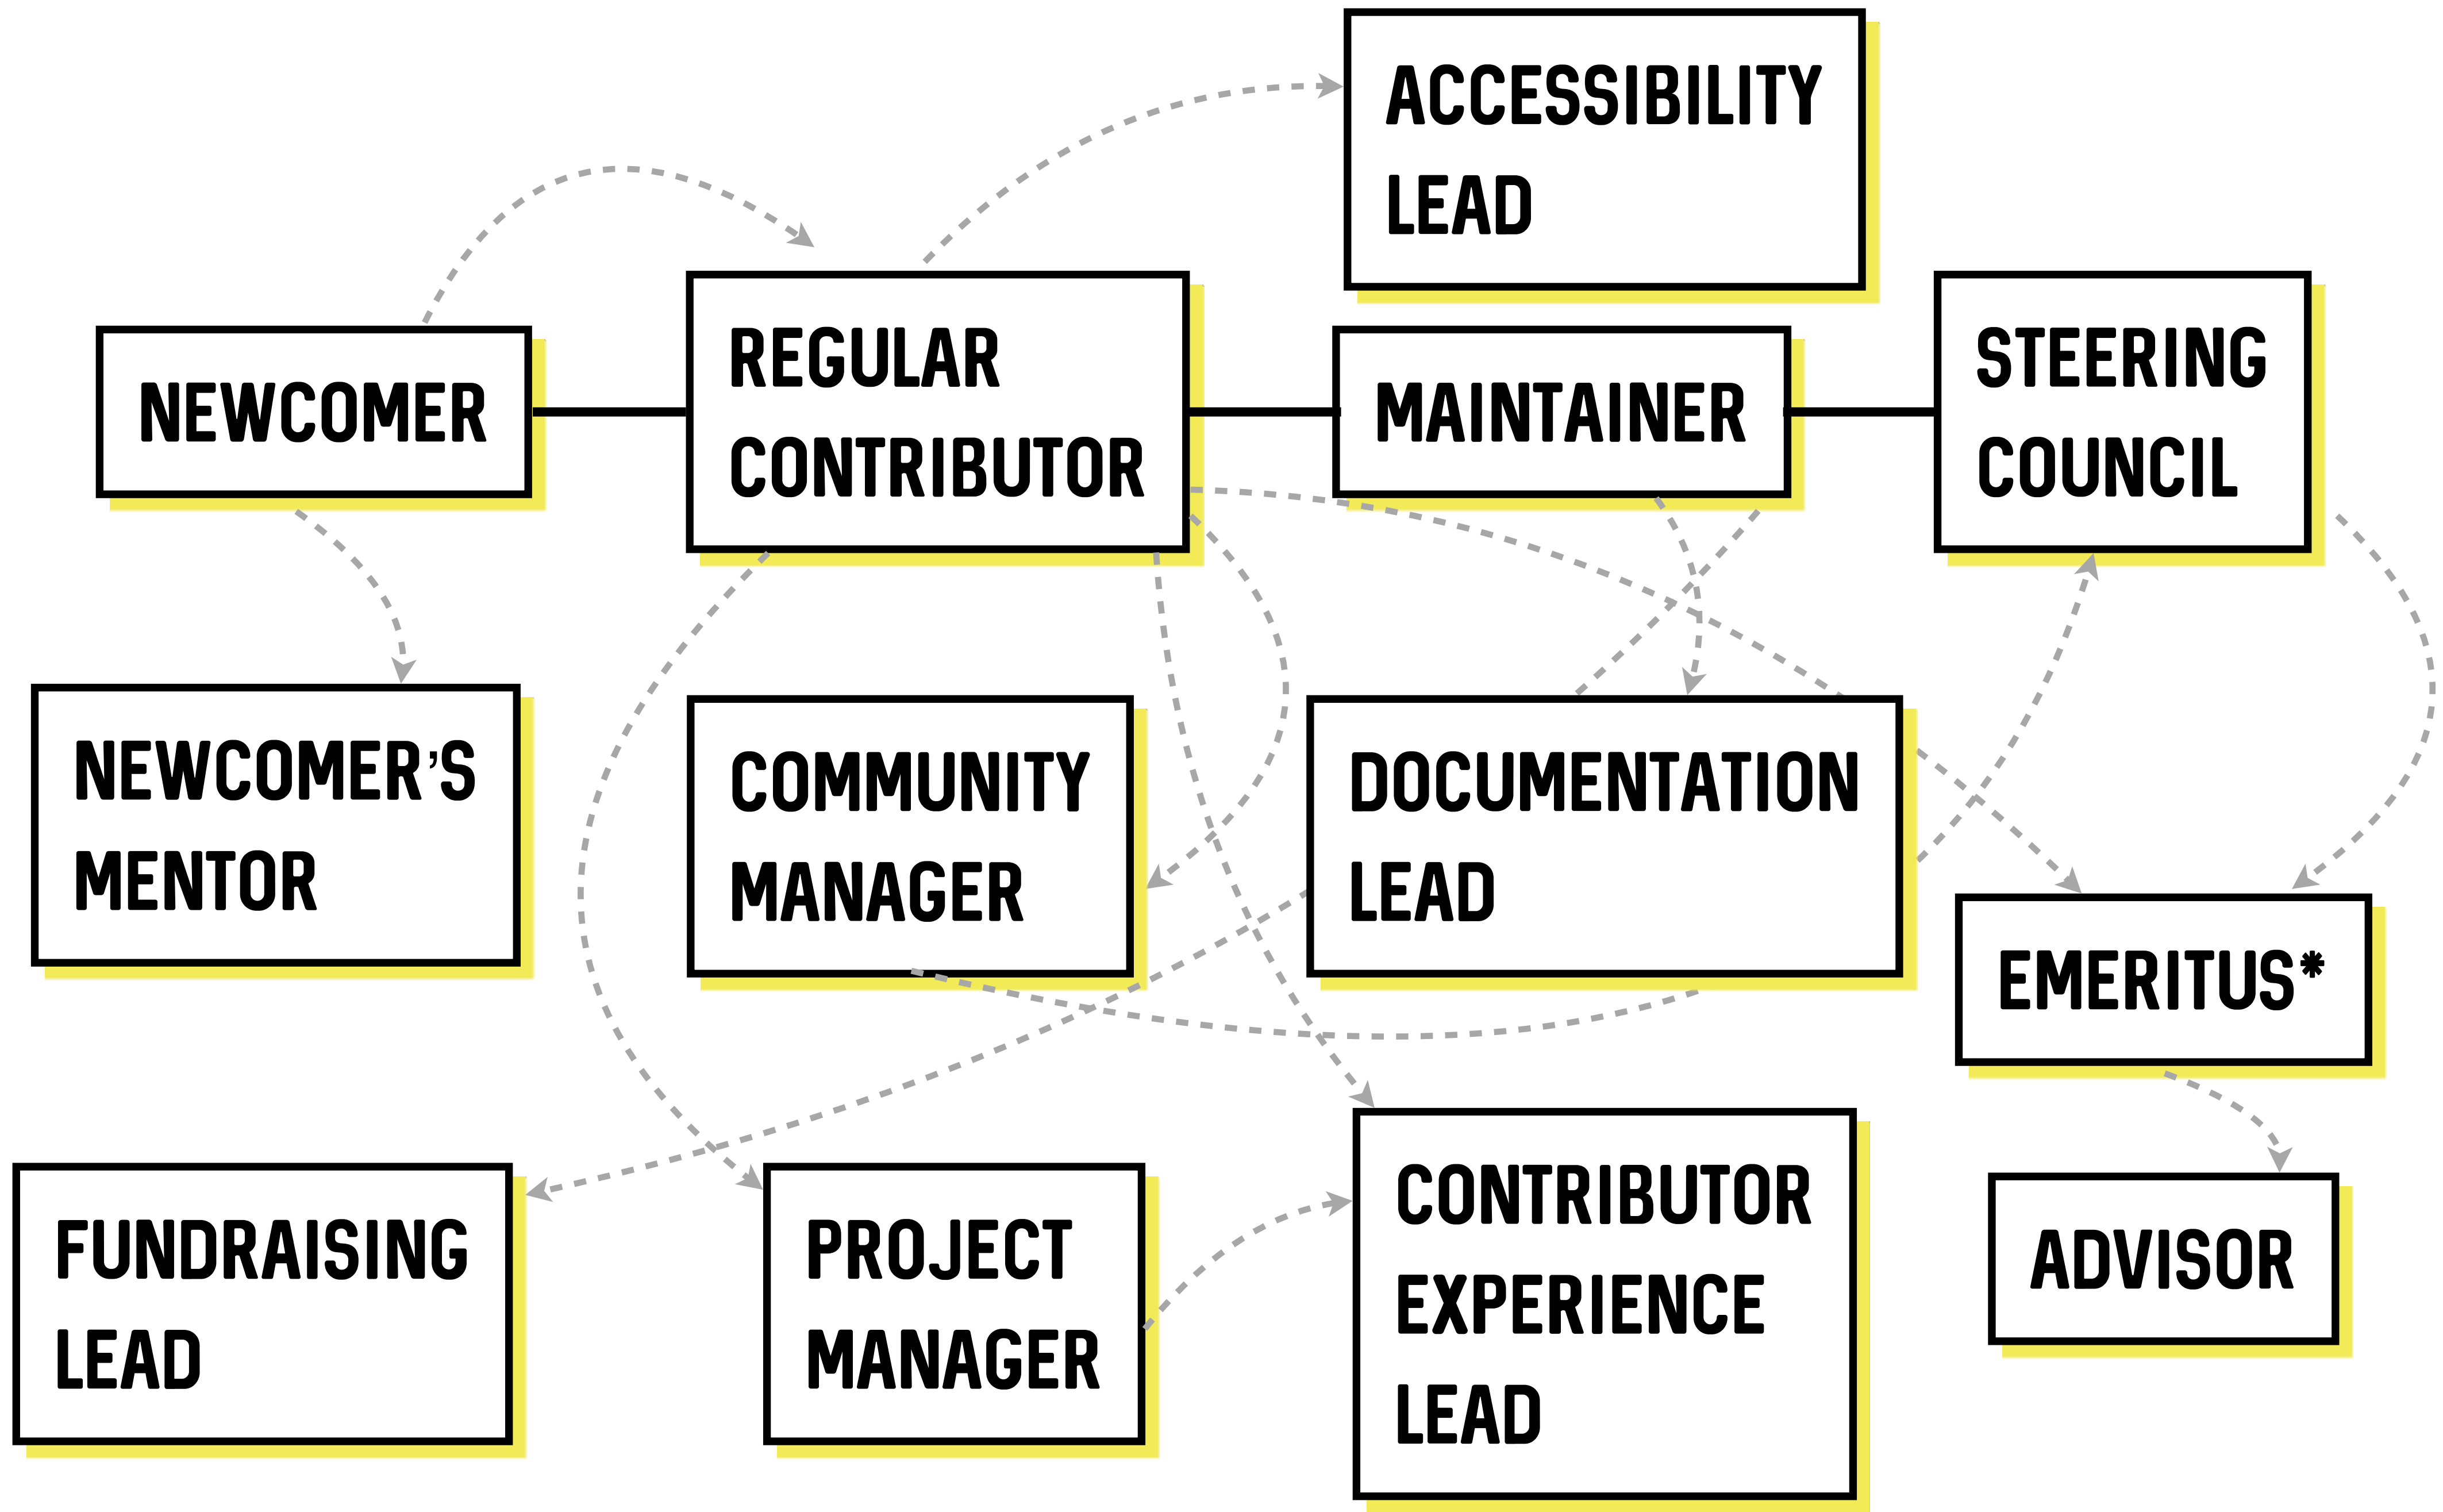 ACCESSIBILITY
LEAD
NEWCOMER
REGULAR
CONTRIBUTOR
MAINTAINER
STEERING
COUNCIL
NEWCOMER’S
MENTOR
COMMUNITY
MANAGER
DOCUMENTATION
LEAD
EMERITUS*
FUNDRAISING
LEAD
PROJECT
MANAGER
CONTRIBUTOR
EXPERIENCE
LEAD
ADVISOR